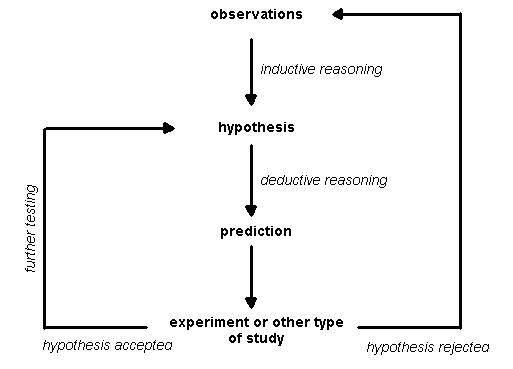 observations
inductive reasoning
hypothesis
deductive reasoning
prediction
further testing
experiment or other type
of study
hypothesis accepted
hypothesis rejected